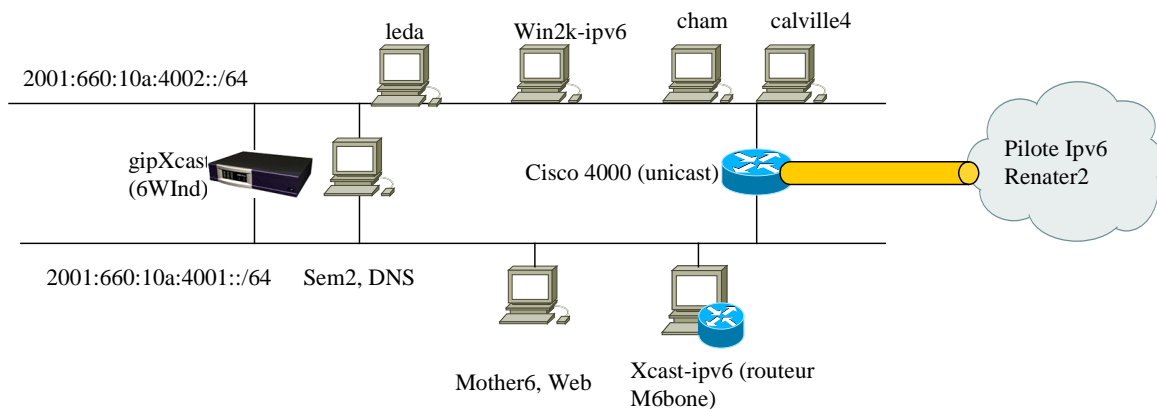 leda
Win2k-ipv6
cham
calville4
2001:660:10a:4002::/64
gipXcast
(6WInd)
Cisco 4000 (unicast)
Pilote Ipv6
Renater2
2001:660:10a:4001::/64
Sem2, DNS
Mother6, Web
Xcast-ipv6 (routeur
M6bone)